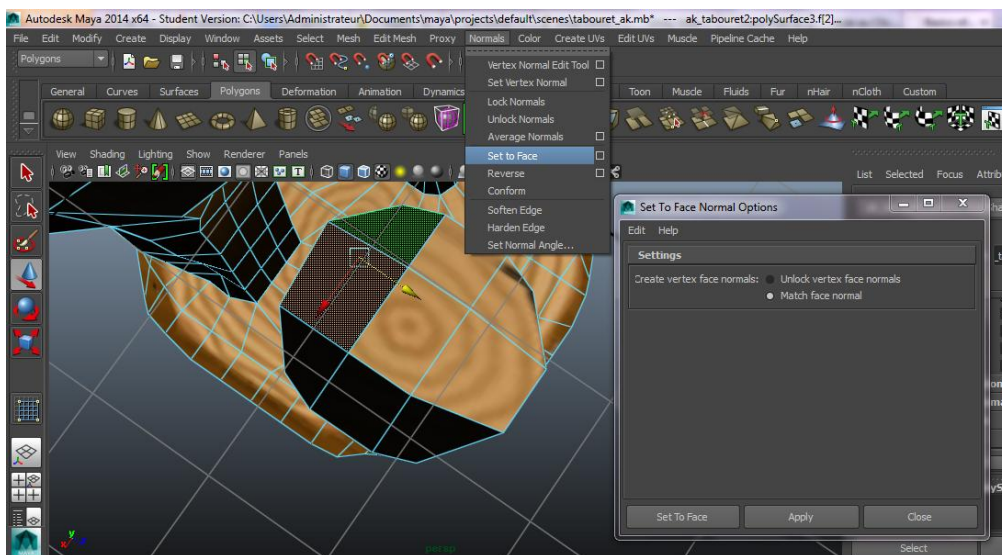 Autodesk Maya 2014 x64 - Student Version: C:\Users\Administrateur\Documents\maya\projects\default\scenes\tabouret_ak.mb* --- ak_tabouret2:polySurface3.f[2]...
File Edit Modify Create Display Window Assets Select Mesh Edit Mesh Proxy Normals Color Create UVs Edit UVs Muscle Pipeline Cache Help
Polygons
General Curves Surfaces Polygons Deformation Animation Dynamics Toon Muscle Fluids Fur nHair nCloth Custom
View Shading Lighting Show Renderer Panels
List Selected Focus Attrib
Vertex Normal Edit Tool
Set Vertex Normal
Lock Normals
Unlock Normals
Average Normals
Set to Face
Reverse
Conform
Soften Edge
Harden Edge
Set Normal Angle...
Set To Face Normal Options
Edit Help
Settings
Create vertex face normals: Unlock vertex face normals
Match face normal
Set To Face Apply Close
Select
persp
y
x